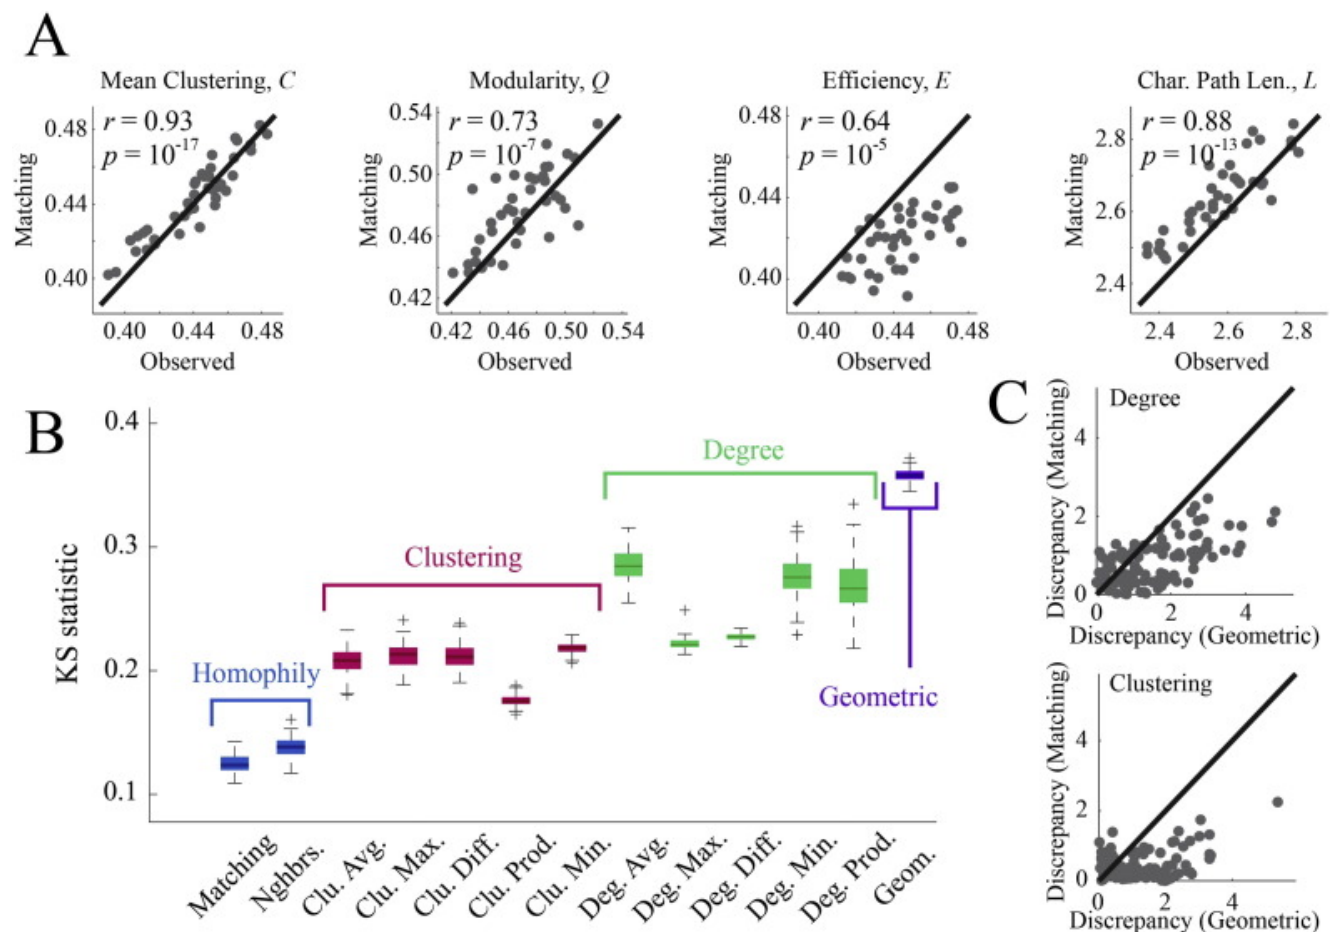 A
Mean Clustering, C
r = 0.93
p = 10-17
0.48
0.44
0.40
Matching
0.40 0.44 0.48
Observed
Modularity, Q
r = 0.73
p = 10-7
0.54
0.50
0.46
0.42
Matching
0.42 0.46 0.50 0.54
Observed
Efficiency, E
r = 0.64
p = 10-5
0.48
0.44
0.40
Matching
0.40 0.44 0.48
Observed
Char. Path Len., L
r = 0.88
p = 10-13
2.8
2.6
2.4
Matching
2.4 2.6 2.8
Observed
B
KS statistic
0.4
0.3
0.2
0.1
Homophily
Clustering
Degree
Geometric
Matching
Nghbrs.
Clu. Avg.
Clu. Max.
Clu. Diff.
Clu. Prod.
Clu. Min.
Deg. Avg.
Deg. Max.
Deg. Diff.
Deg. Min.
Deg. Prod.
Geom.
C
Degree
Discrepancy (Matching)
4
2
0
0 2 4
Discrepancy (Geometric)
Clustering
Discrepancy (Matching)
4
2
0
0 2 4
Discrepancy (Geometric)